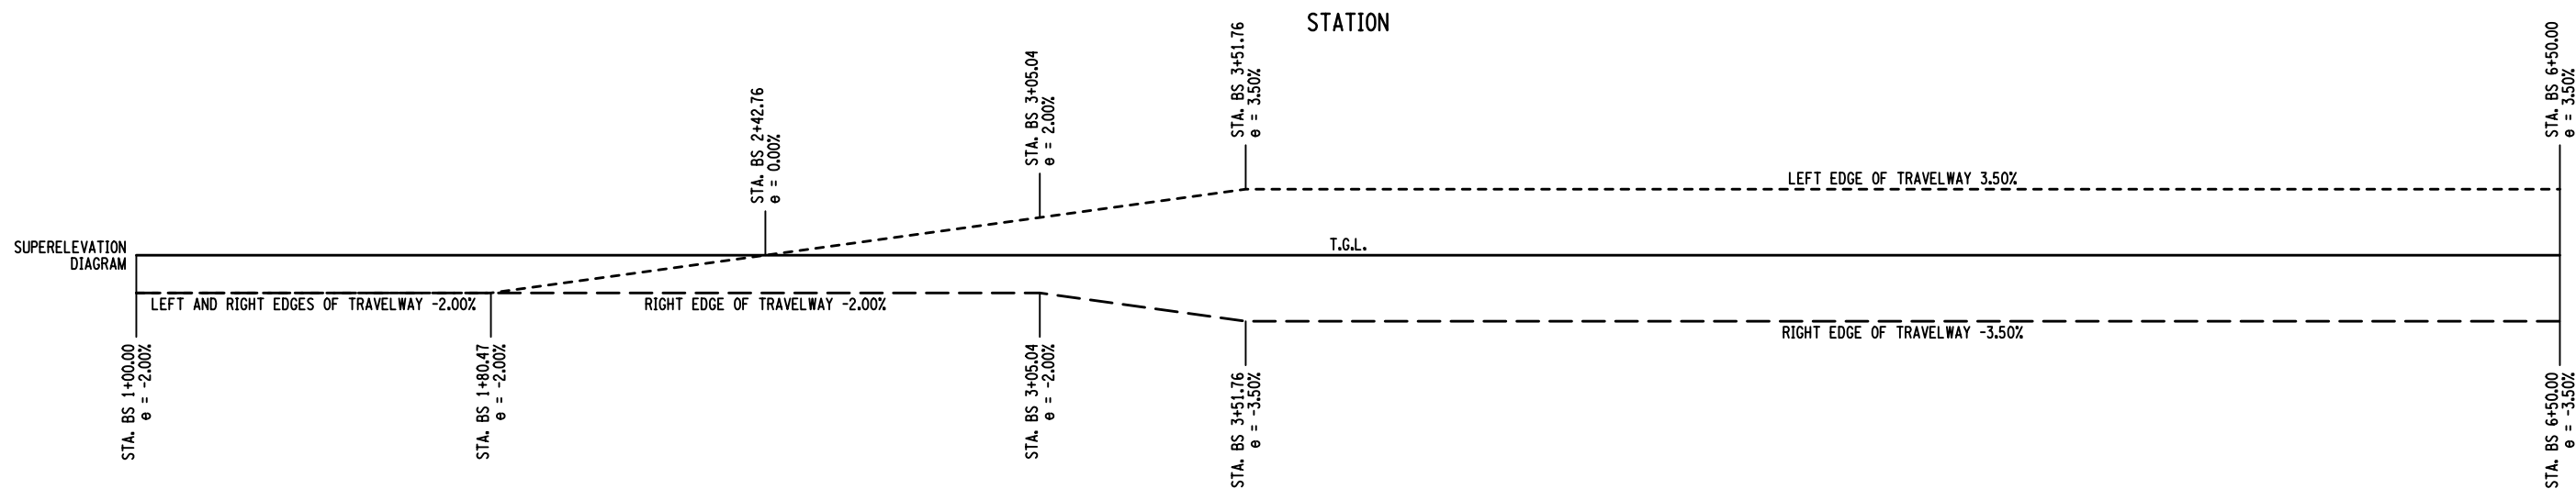 STATION
STA. BS 2+42.76
e = 0.00%
STA. BS 3+05.04
e = 2.00%
STA. BS 3+51.76
e = 3.50%
STA. BS 6+50.00
e = 3.50%
LEFT EDGE OF TRAVELWAY 3.50%
SUPERELEVATION
DIAGRAM
T.G.L.
LEFT AND RIGHT EDGES OF TRAVELWAY -2.00%
RIGHT EDGE OF TRAVELWAY -2.00%
RIGHT EDGE OF TRAVELWAY -3.50%
STA. BS 1+00.00
e = -2.00%
STA. BS 1+80.47
e = -2.00%
STA. BS 3+05.04
e = -2.00%
STA. BS 3+51.76
e = -3.50%
STA. BS 6+50.00
e = -3.50%